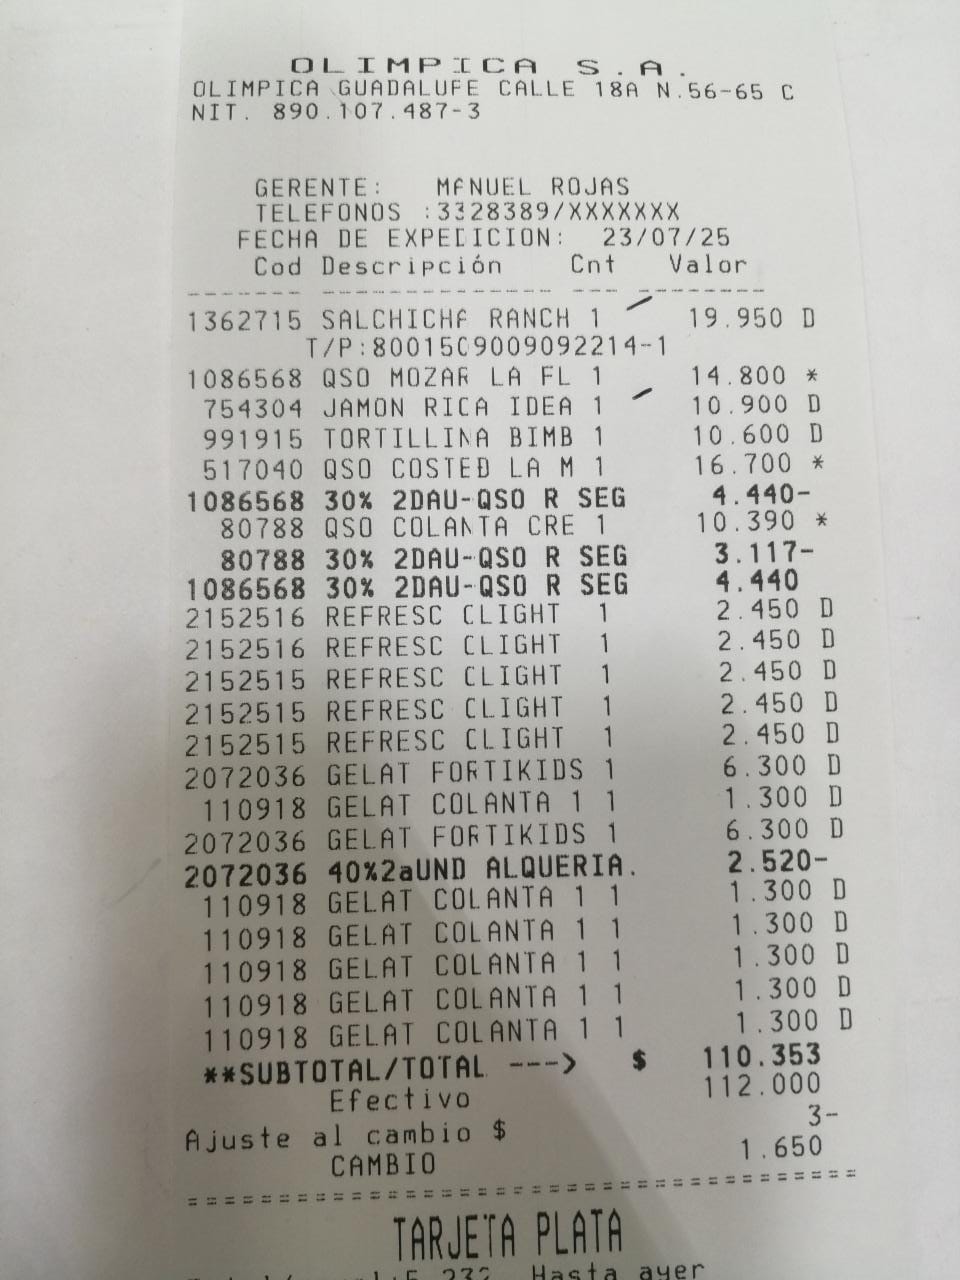 OLIMPICA S.A.
OLIMPICA GUADALUFE CALLE 18A N.56-65 C
NIT. 890.107.487-3
GERENTE: MANUEL ROJAS
TELEFONOS :3328389/XXXXXXX
FECHA DE EXPEDICION: 23/07/25
Cod Descripción Cnt Valor
1362715 SALCHICHA RANCH 1 19.950 D
T/P:8001509009092214-1
1086568 QSO MOZAR LA FL 1 14.800 *
754304 JAMON RICA IDEA 1 10.900 D
991915 TORTILLINA BIMB 1 10.600 D
517040 QSO COSTEÐ LA M 1 16.700 *
1086568 30% 2DAU-QSO R SEG 4.440-
80788 QSO COLANTA CRE 1 10.390 *
80788 30% 2DAU-QSO R SEG 3.117-
1086568 30% 2DAU-QSO R SEG 4.440
2152516 REFRESC CLIGHT 1 2.450 D
2152516 REFRESC CLIGHT 1 2.450 D
2152515 REFRESC CLIGHT 1 2.450 D
2152515 REFRESC CLIGHT 1 2.450 D
2152515 REFRESC CLIGHT 1 2.450 D
2072036 GELAT FORTIKIDS 1 6.300 D
110918 GELAT COLANTA 1 1 1.300 D
2072036 GELAT FORTIKIDS 1 6.300 D
2072036 40%2aUND ALQUERIA. 2.520-
110918 GELAT COLANTA 1 1 1.300 D
110918 GELAT COLANTA 1 1 1.300 D
110918 GELAT COLANTA 1 1 1.300 D
110918 GELAT COLANTA 1 1 1.300 D
110918 GELAT COLANTA 1 1 1.300 D
**SUBTOTAL/TOTAL ---> $ 110.353
Efectivo 112.000
Ajuste al cambio $ 3-
CAMBIO 1.650
================================
TARJETA PLATA
Hasta ayer